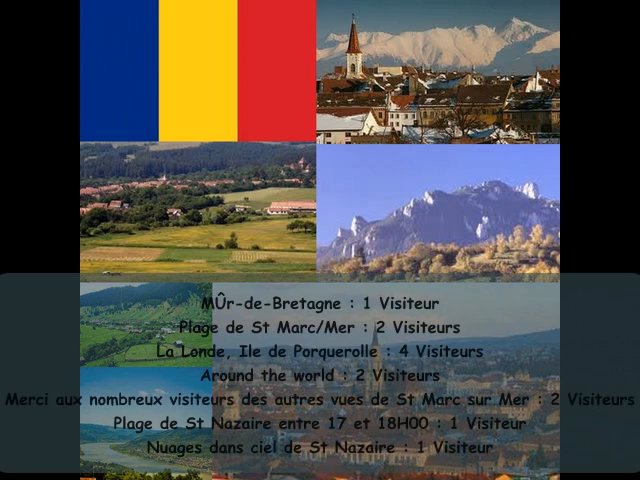 MÛr-de-Bretagne : 1 Visiteur
Plage de St Marc/Mer : 2 Visiteurs
La Londe, Ile de Porquerolle : 4 Visiteurs
Around the world : 2 Visiteurs
Merci aux nombreux visiteurs des autres vues de St Marc sur Mer : 2 Visiteurs
Plage de St Nazaire entre 17 et 18H00 : 1 Visiteur
Nuages dans ciel de St Nazaire : 1 Visiteur